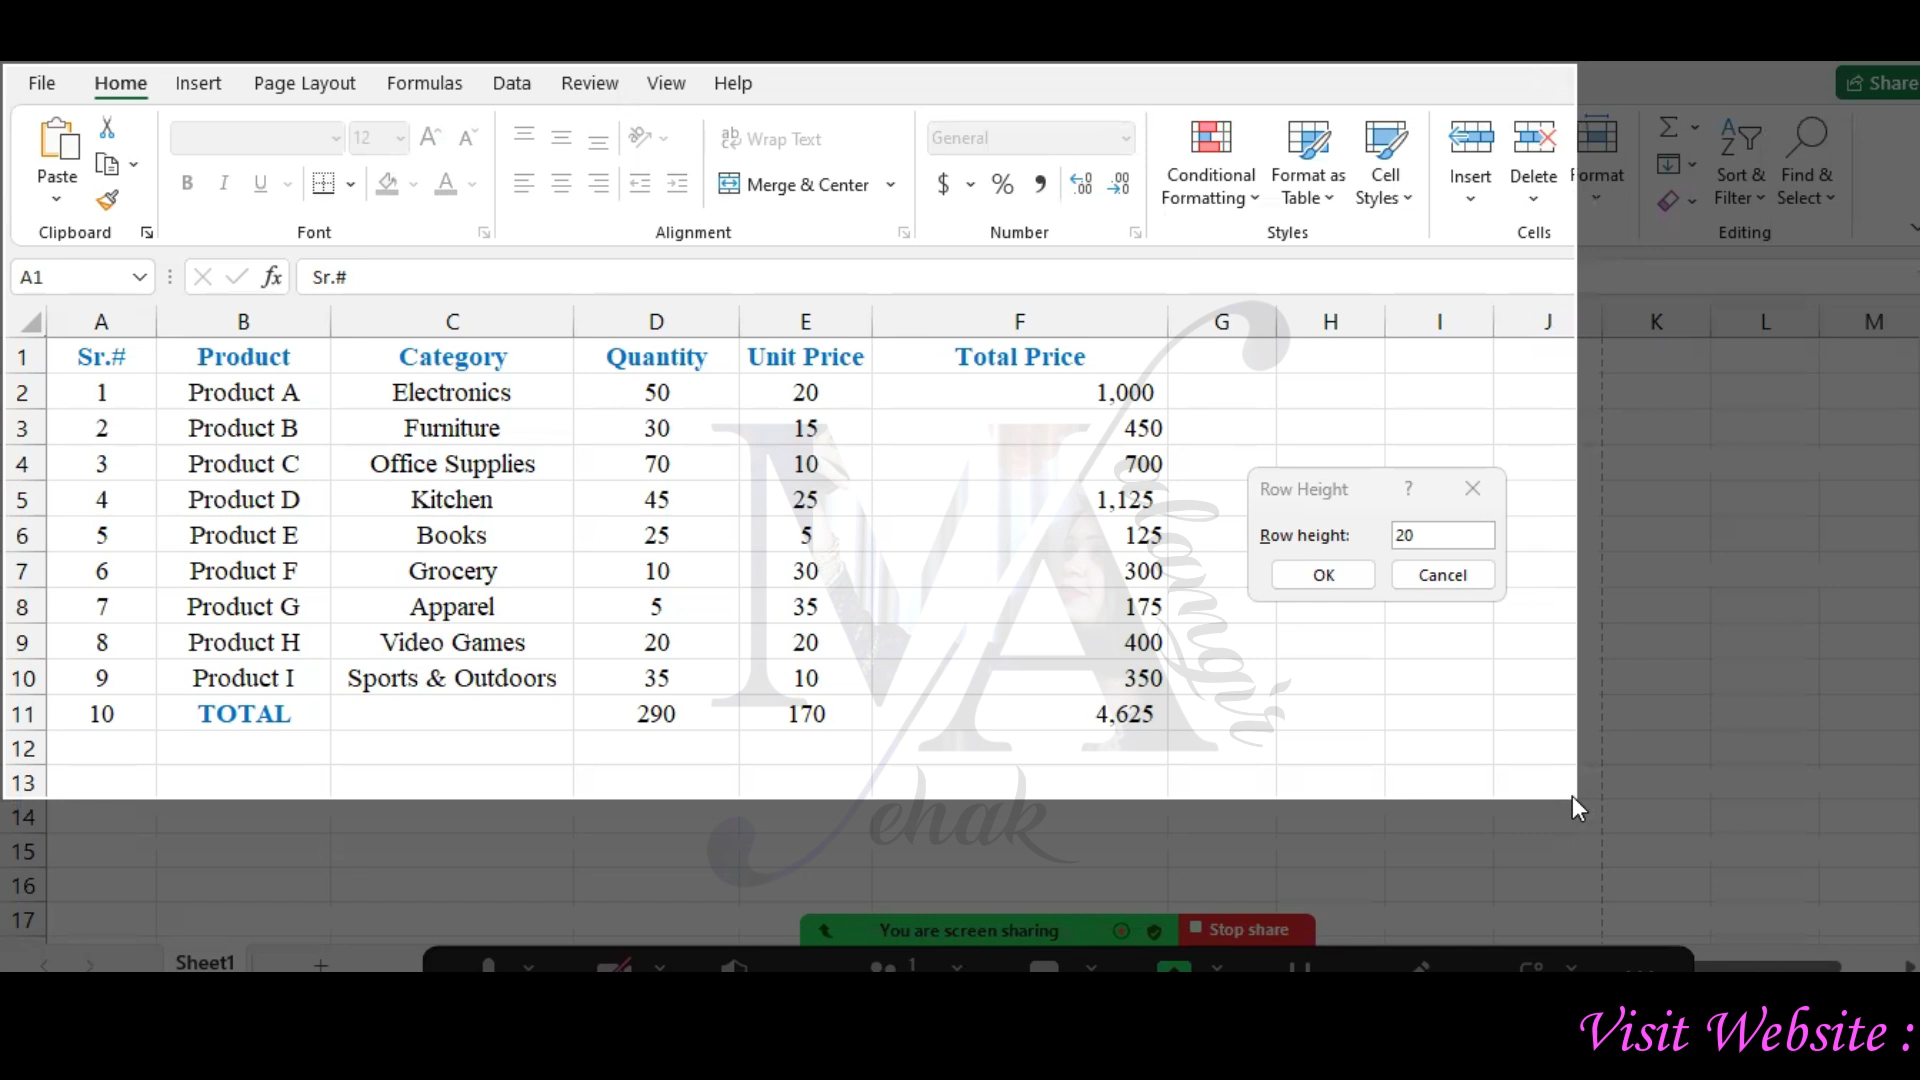 File Home Insert Page Layout Formulas Data Review View Help Share
12 ab Wrap Text General
Paste B I U Merge & Center $ % Conditional Formatting Format as Table Cell Styles Insert Delete Format Sort & Filter Find & Select
Clipboard Font Alignment Number Styles Cells Editing
A1 fx Sr.#
A B C D E F G H I J K L M
1 Sr.# Product Category Quantity Unit Price Total Price
2 1 Product A Electronics 50 20 1,000
3 2 Product B Furniture 30 15 450
4 3 Product C Office Supplies 70 10 700
5 4 Product D Kitchen 45 25 1,125
6 5 Product E Books 25 5 125
7 6 Product F Grocery 10 30 300
8 7 Product G Apparel 5 35 175
9 8 Product H Video Games 20 20 400
10 9 Product I Sports & Outdoors 35 10 350
11 10 TOTAL 290 170 4,625
12
13
14
15
16
17
Row Height ?
Row height: 20
OK Cancel
You are screen sharing Stop share
Sheet1 +
1
Visit Website :